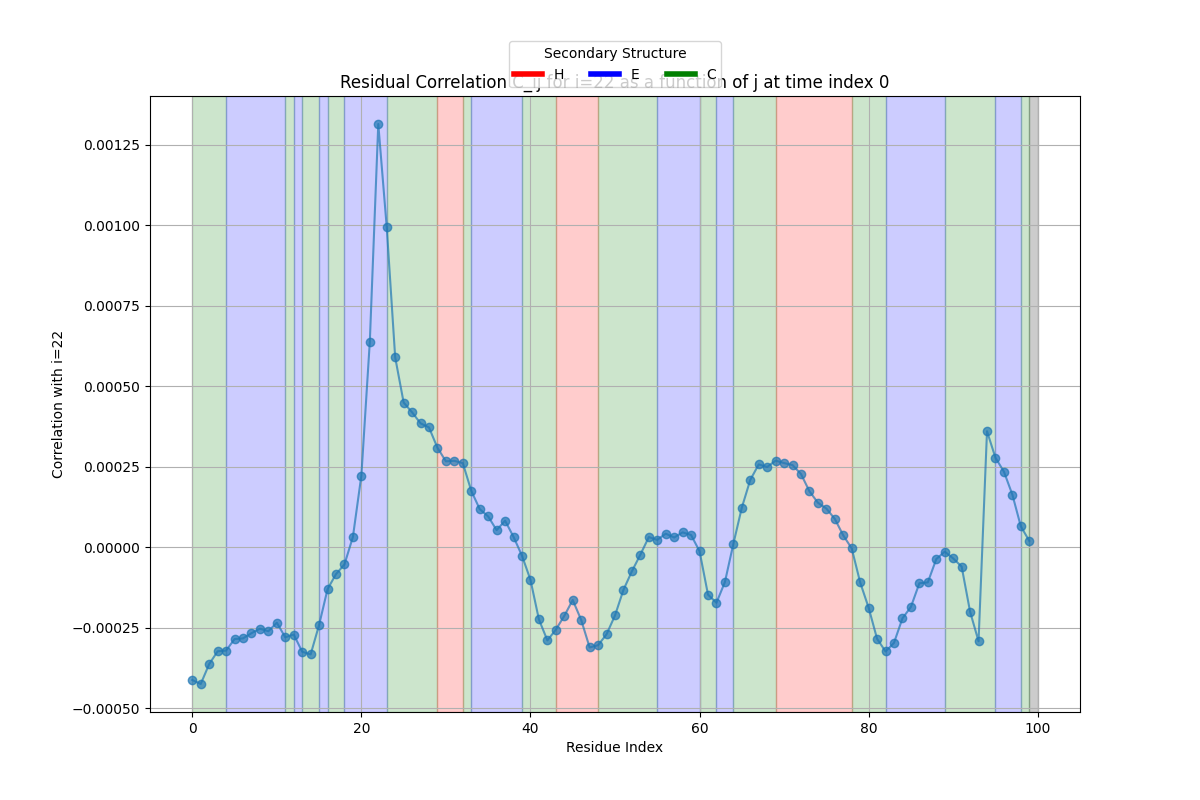 Secondary Structure
H E C
Residual Correlation C_ij for i=22 as a function of j at time index 0
0.00125
0.00100
0.00075
0.00050
0.00025
0.00000
−0.00025
−0.00050
Correlation with i=22
0 20 40 60 80 100
Residue Index